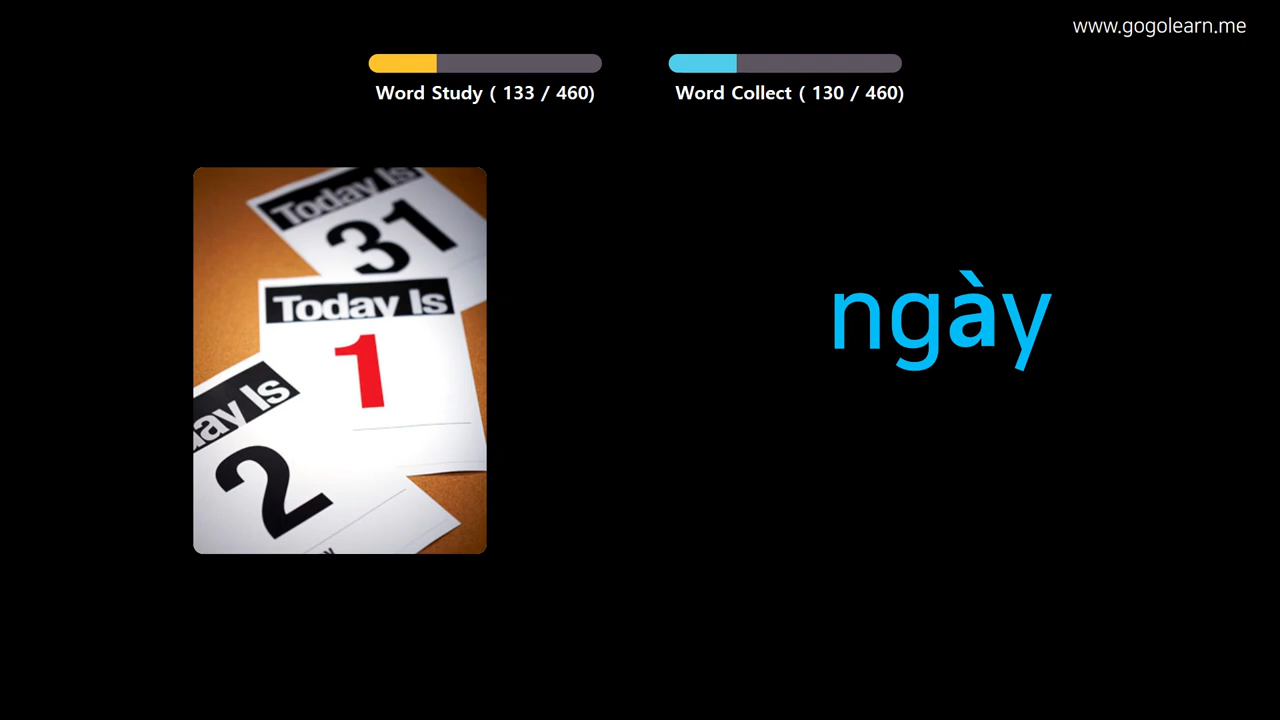 www.gogolearn.me
Word Study ( 133 / 460)
Word Collect ( 130 / 460)
Today Is
31
Today Is
1
ay Is
2
ngày